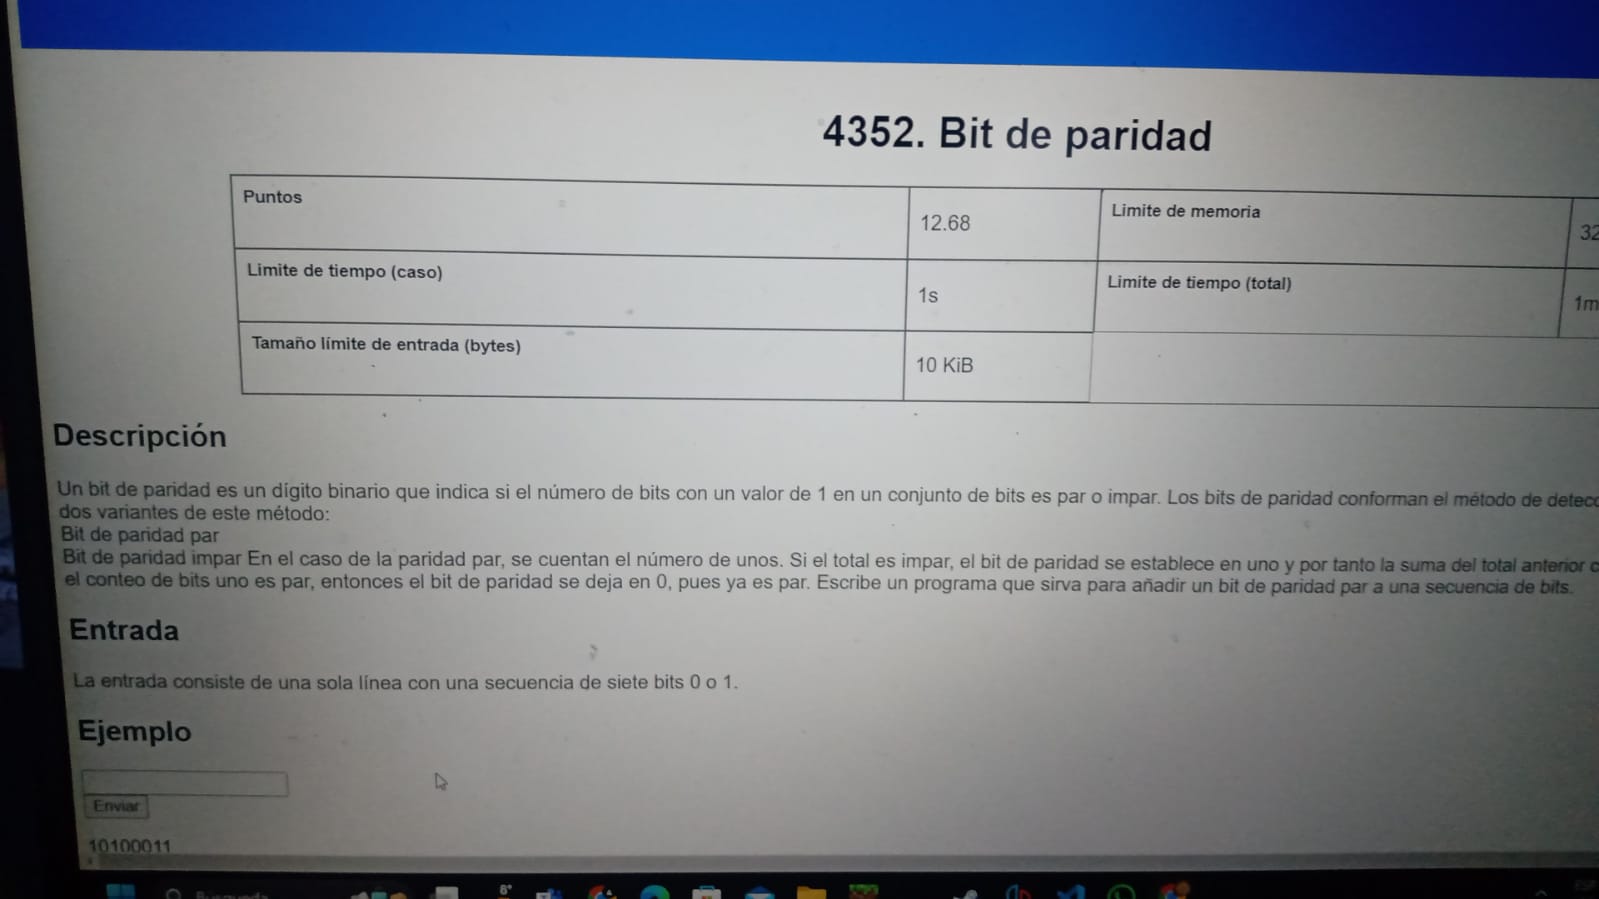 4352. Bit de paridad
Puntos
12.68
Limite de memoria
32
Limite de tiempo (caso)
1s
Limite de tiempo (total)
1m
Tamaño límite de entrada (bytes)
10 KiB
Descripción
Un bit de paridad es un dígito binario que indica si el número de bits con un valor de 1 en un conjunto de bits es par o impar. Los bits de paridad conforman el método de detecc
dos variantes de este método:
Bit de paridad par
Bit de paridad impar En el caso de la paridad par, se cuentan el número de unos. Si el total es impar, el bit de paridad se establece en uno y por tanto la suma del total anterior c
el conteo de bits uno es par, entonces el bit de paridad se deja en 0, pues ya es par. Escribe un programa que sirva para añadir un bit de paridad par a una secuencia de bits.
Entrada
La entrada consiste de una sola línea con una secuencia de siete bits 0 o 1.
Ejemplo
Enviar
10100011
8°